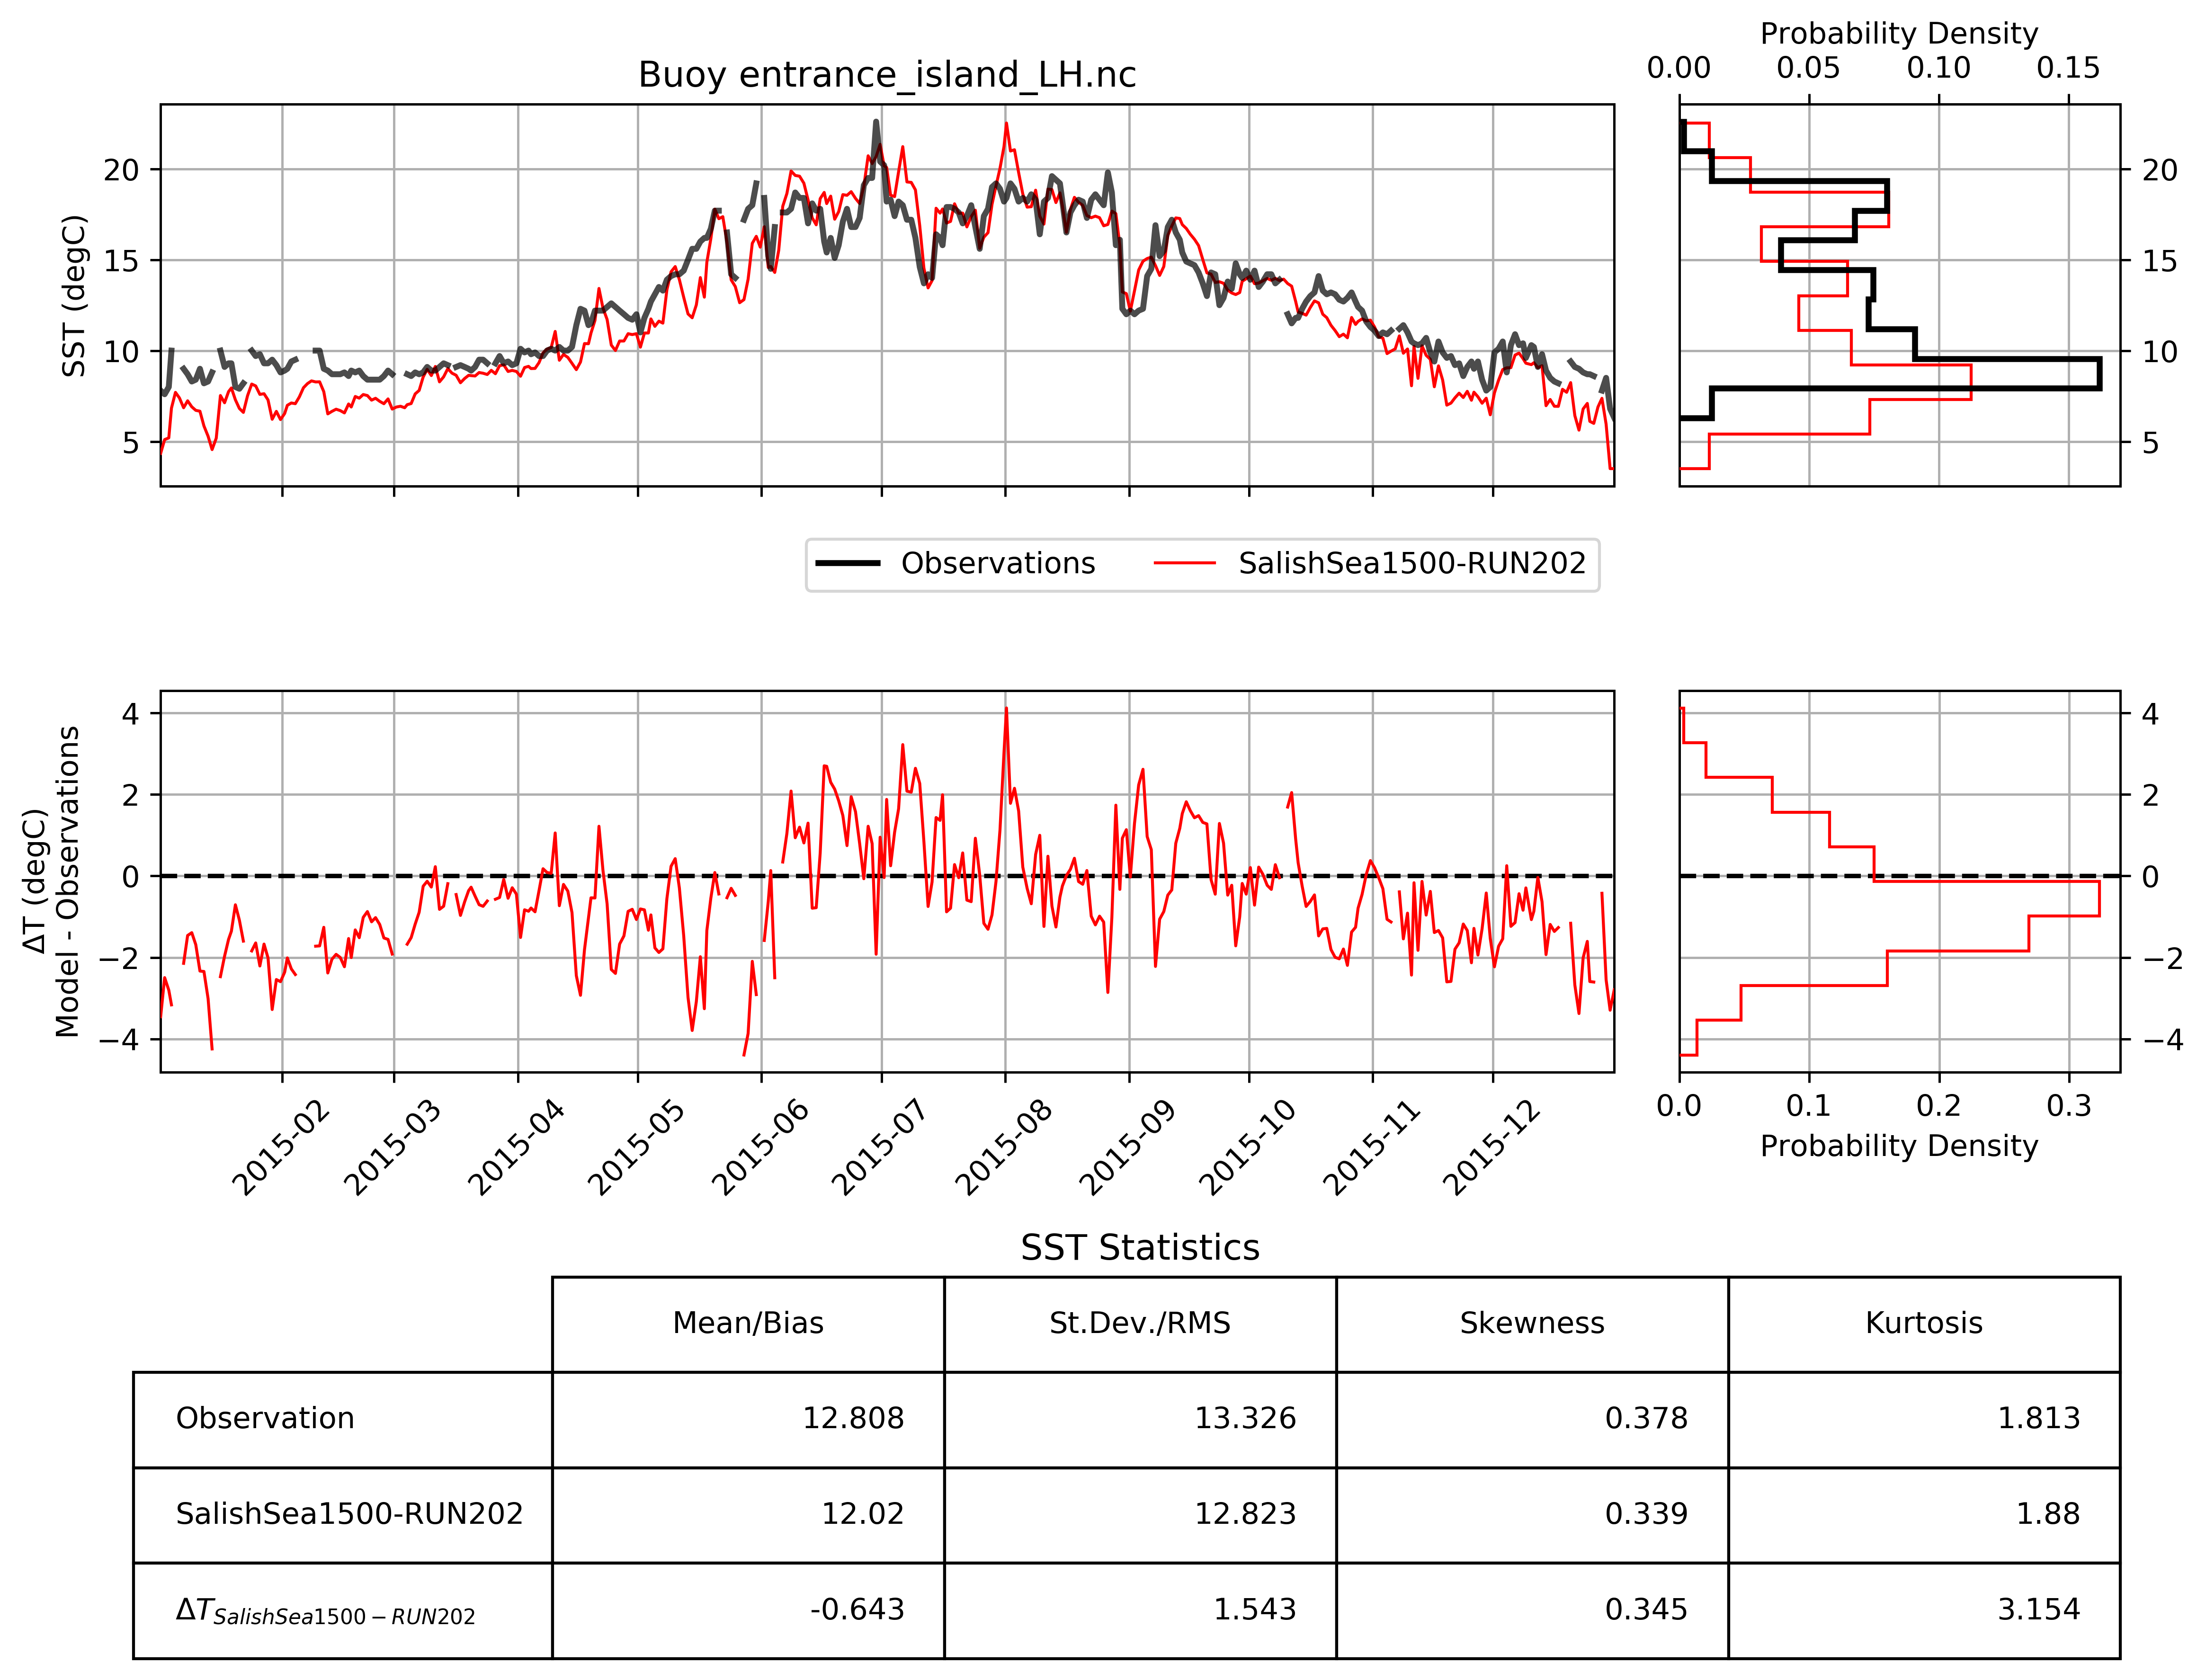 Probability Density
0.00 0.05 0.10 0.15
Buoy entrance_island_LH.nc
SST (degC)
20
15
10
5
20
15
10
5
Observations SalishSea1500-RUN202
ΔT (degC)
Model - Observations
4
2
0
−2
−4
4
2
0
−2
−4
2015-02 2015-03 2015-04 2015-05 2015-06 2015-07 2015-08 2015-09 2015-10 2015-11 2015-12
0.0 0.1 0.2 0.3
Probability Density
SST Statistics
Mean/Bias St.Dev./RMS Skewness Kurtosis
Observation 12.808 13.326 0.378 1.813
SalishSea1500-RUN202 12.02 12.823 0.339 1.88
ΔT SalishSea1500−RUN202 -0.643 1.543 0.345 3.154